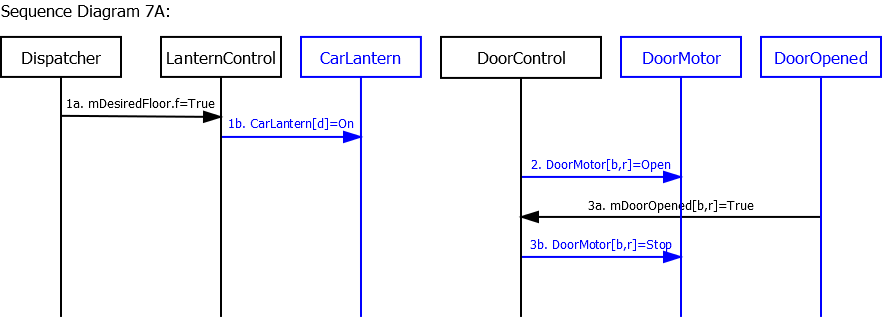 Sequence Diagram 7A:
Dispatcher
LanternControl
CarLantern
DoorControl
DoorMotor
DoorOpened
1a. mDesiredFloor.f=True
1b. CarLantern[d]=On
2. DoorMotor[b,r]=Open
3a. mDoorOpened[b,r]=True
3b. DoorMotor[b,r]=Stop